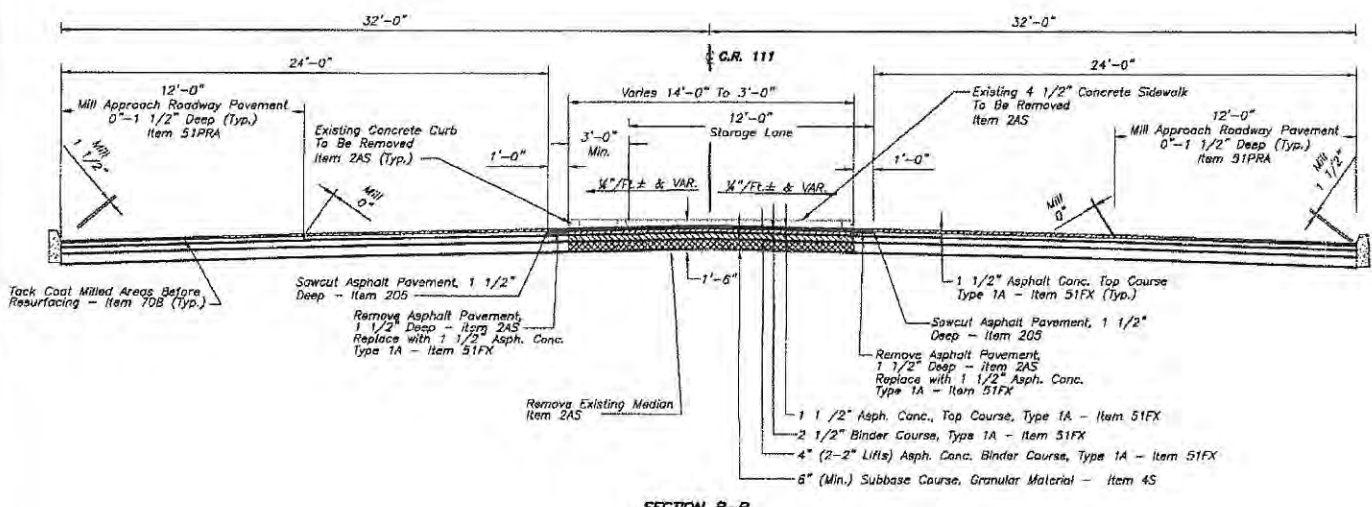 32'-0"
32'-0"
℄ C.R. 111
24'-0"
24'-0"
12'-0"
Mill Approach Roadway Pavement
0"-1 1/2" Deep (Typ.)
Item 51PRA
Varies 14'-0" To 3'-0"
12'-0"
Storage Lane
3'-0"
Min.
Existing 4 1/2" Concrete Sidewalk
To Be Removed
Item 2AS
12'-0"
Mill Approach Roadway Pavement
0"-1 1/2" Deep (Typ.)
Item 51PRA
Existing Concrete Curb
To Be Removed
Item 2AS (Typ.)
1'-0"
1'-0"
Mill
1 1/2"
Mill
0"
¼"/Ft.± & VAR.
¼"/Ft.± & VAR.
Mill
0"
Mill
1 1/2"
1'-6"
Tack Coat Milled Areas Before
Resurfacing - Item 70B (Typ.)
Sawcut Asphalt Pavement, 1 1/2"
Deep - Item 205
Remove Asphalt Pavement,
1 1/2" Deep - item 2AS
Replace with 1 1/2" Asph. Conc.
Type 1A - Item 51FX
Remove Existing Median
Item 2AS
1 1/2" Asphalt Conc. Top Course
Type 1A - Item 51FX (Typ.)
Sawcut Asphalt Pavement, 1 1/2"
Deep - Item 205
Remove Asphalt Pavement,
1 1/2" Deep - item 2AS
Replace with 1 1/2" Asph. Conc.
Type 1A - Item 51FX
1 1/2" Asph. Conc., Top Course, Type 1A - Item 51FX
2 1/2" Binder Course, Type 1A - Item 51FX
4" (2-2" Lifts) Asph. Conc. Binder Course, Type 1A - Item 51FX
6" (Min.) Subbase Course, Granular Material - Item 4S